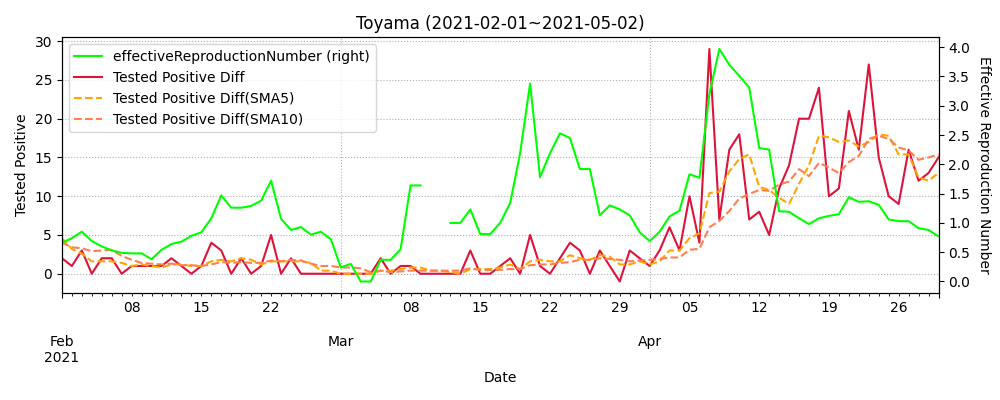 Toyama (2021-02-01~2021-05-02)
effectiveReproductionNumber (right)
Tested Positive Diff
Tested Positive Diff(SMA5)
Tested Positive Diff(SMA10)
Tested Positive
30
25
20
15
10
5
0
Effective Reproduction Number
4.0
3.5
3.0
2.5
2.0
1.5
1.0
0.5
0.0
08 15 22 08 15 22 29 05 12 19 26
Feb Mar Apr
2021
Date